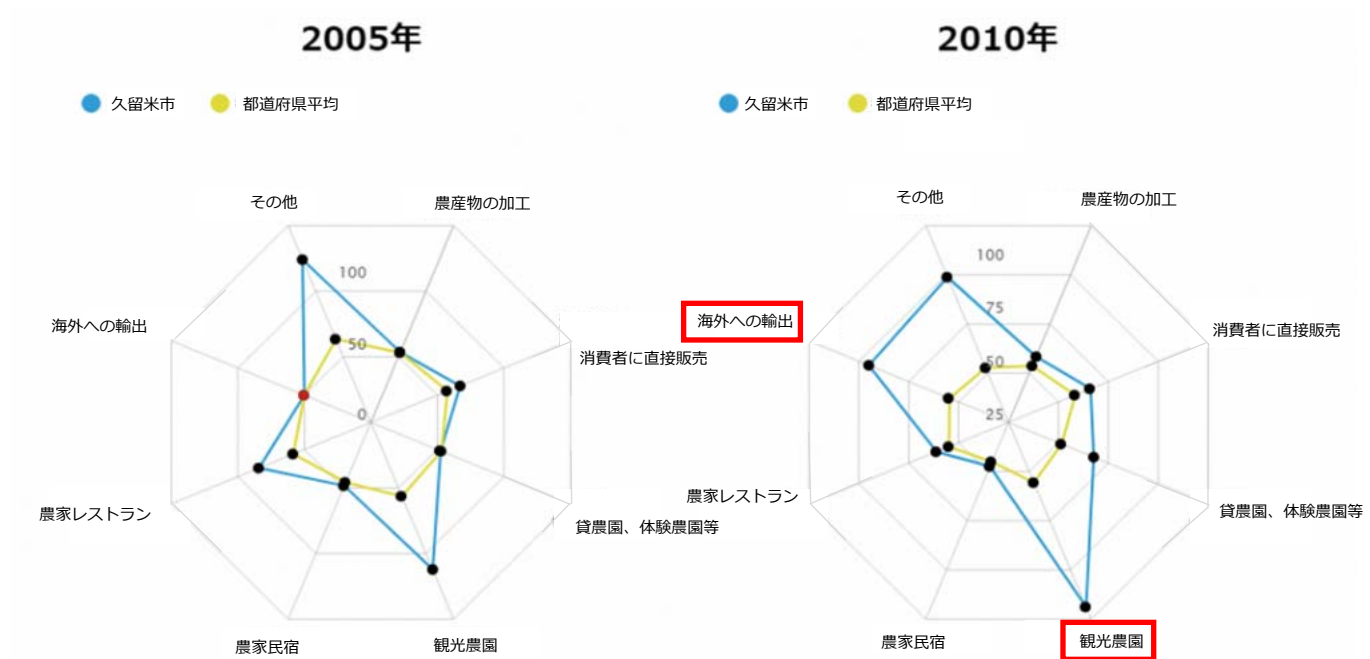 2005年
久留米市
都道府県平均
その他
農産物の加工
100
海外への輸出
50
消費者に直接販売
0
農家レストラン
貸農園、体験農園等
農家民宿
観光農園
2010年
久留米市
都道府県平均
その他
農産物の加工
100
海外への輸出
75
消費者に直接販売
50
25
農家レストラン
貸農園、体験農園等
農家民宿
観光農園